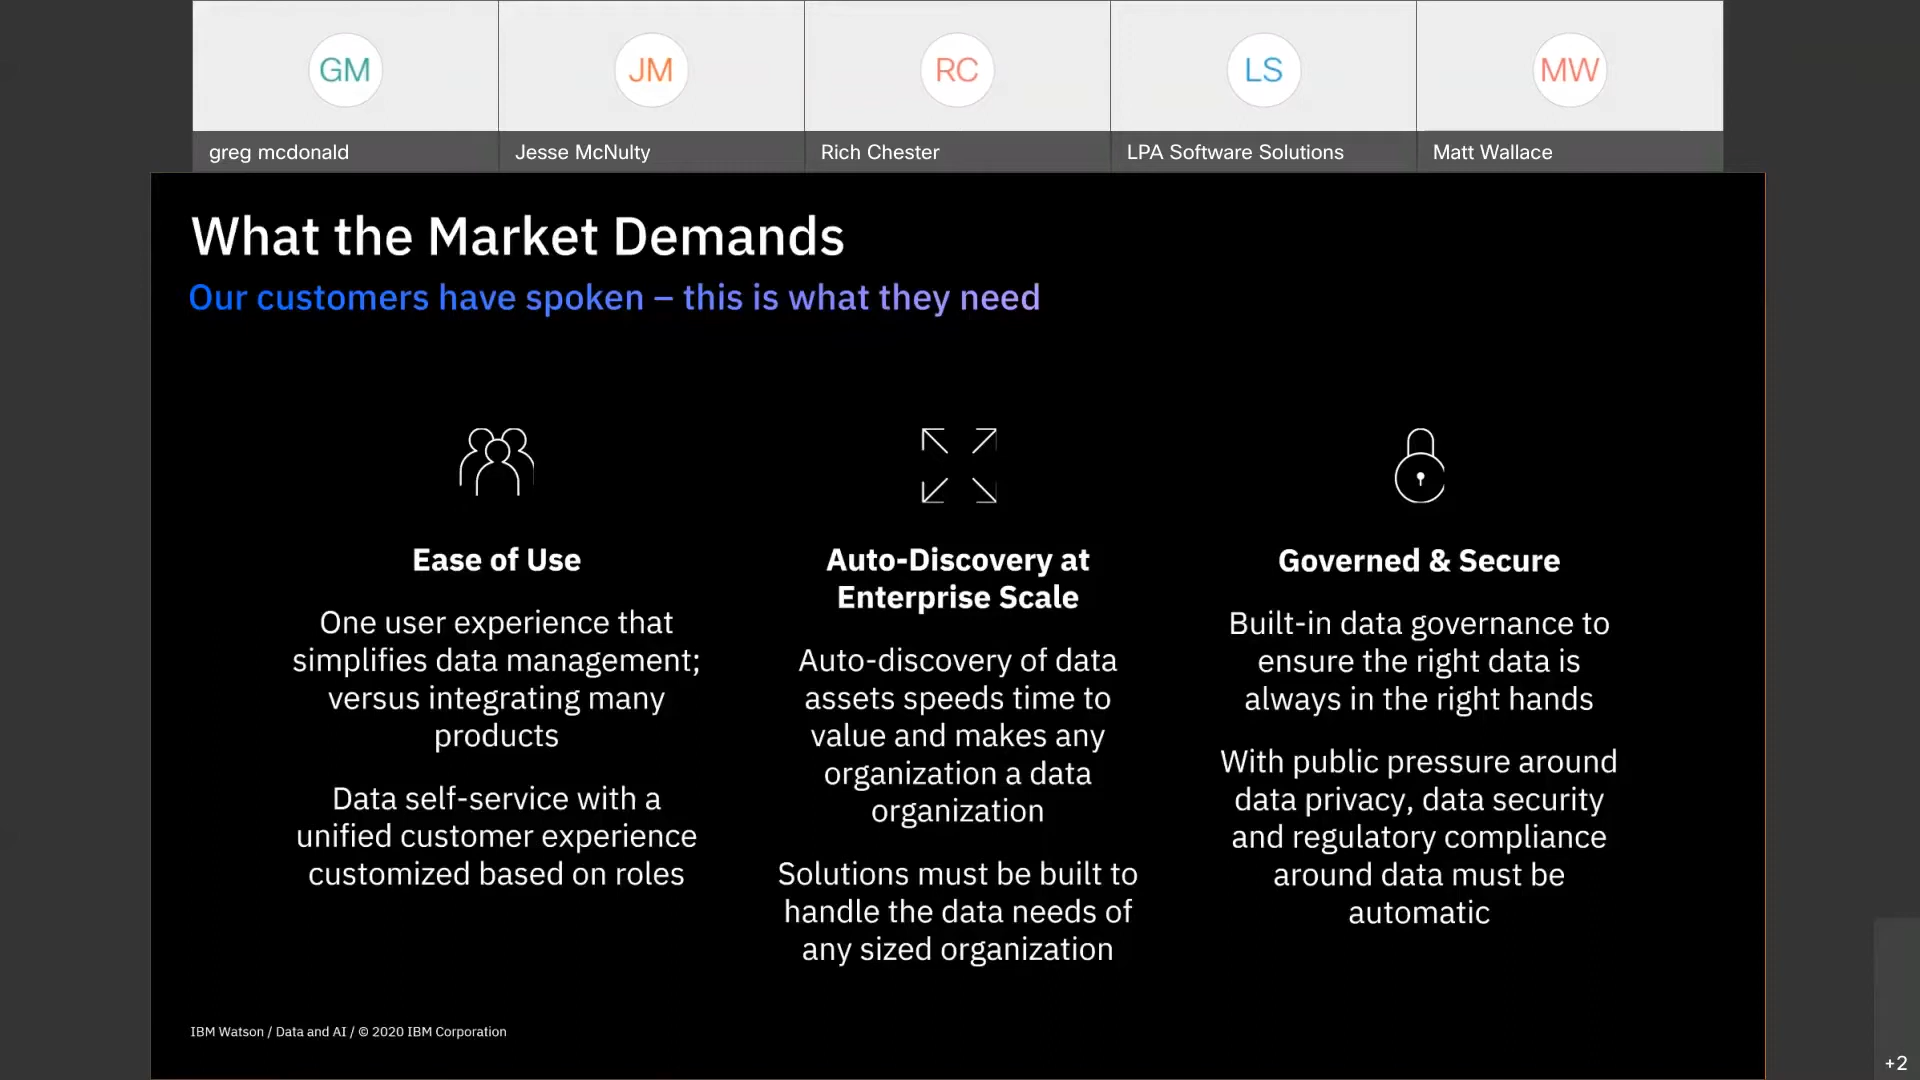 GM
JM
RC
LS
MW
greg mcdonald
Jesse McNulty
Rich Chester
LPA Software Solutions
Matt Wallace
What the Market Demands
Our customers have spoken – this is what they need
Ease of Use
One user experience that
simplifies data management;
versus integrating many
products
Data self-service with a
unified customer experience
customized based on roles
Auto-Discovery at
Enterprise Scale
Auto-discovery of data
assets speeds time to
value and makes any
organization a data
organization
Solutions must be built to
handle the data needs of
any sized organization
Governed & Secure
Built-in data governance to
ensure the right data is
always in the right hands
With public pressure around
data privacy, data security
and regulatory compliance
around data must be
automatic
IBM Watson / Data and AI / © 2020 IBM Corporation
+2